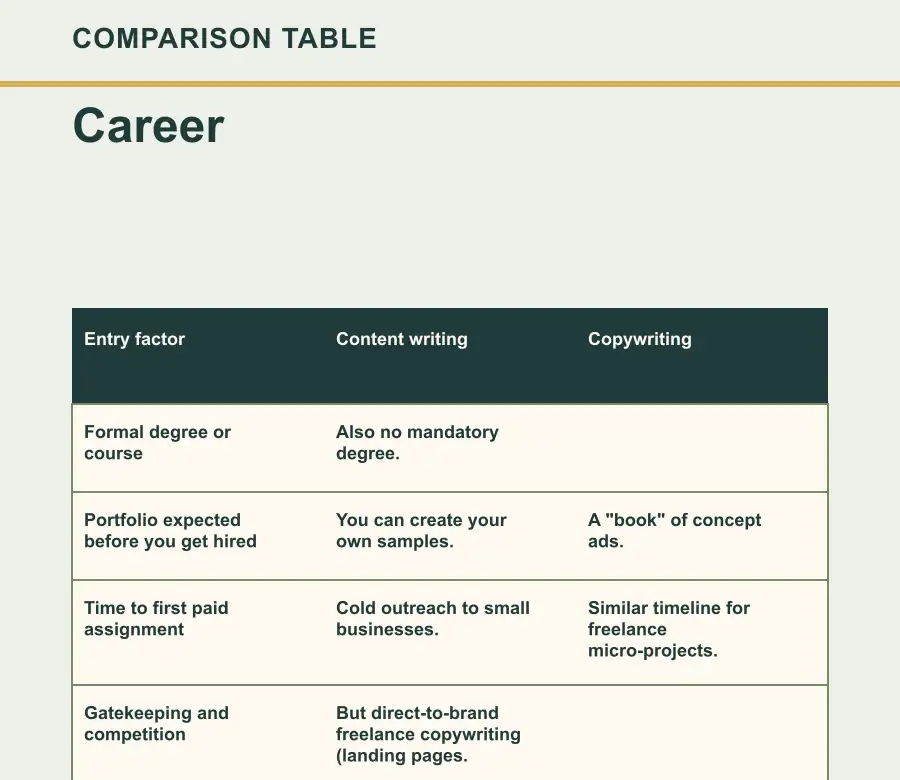 COMPARISON TABLE
Career
Entry factor
Content writing
Copywriting
Formal degree or
course
Also no mandatory
degree.
Portfolio expected
before you get hired
You can create your
own samples.
A "book" of concept
ads.
Time to first paid
assignment
Cold outreach to small
businesses.
Similar timeline for
freelance
micro-projects.
Gatekeeping and
competition
But direct-to-brand
freelance copywriting
(landing pages.